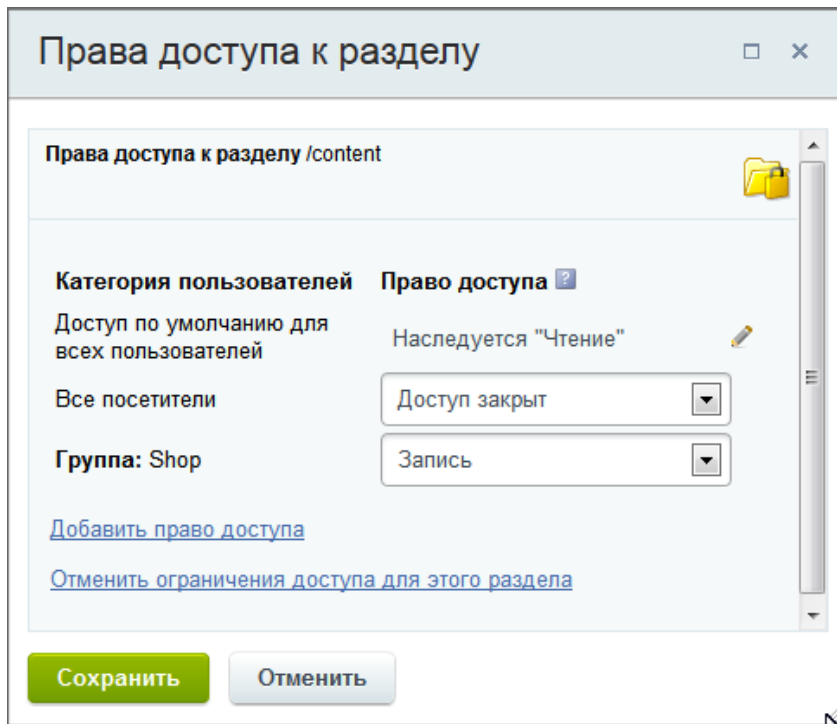 Права доступа к разделу
Права доступа к разделу /content
Категория пользователей Право доступа ?
Доступ по умолчанию для
всех пользователей
Наследуется "Чтение"
Все посетители Доступ закрыт
Группа: Shop Запись
Добавить право доступа
Отменить ограничения доступа для этого раздела
Сохранить Отменить